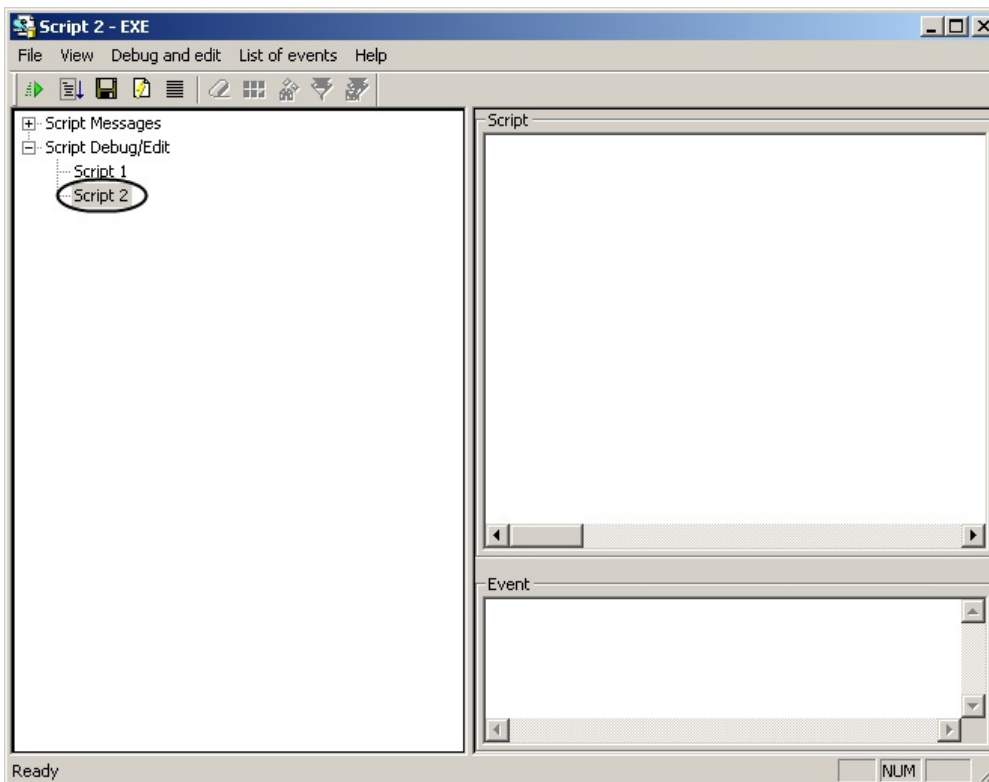 Script 2 - EXE
File View Debug and edit List of events Help
Script Messages
Script Debug/Edit
Script 1
Script 2
Script
Event
Ready
NUM